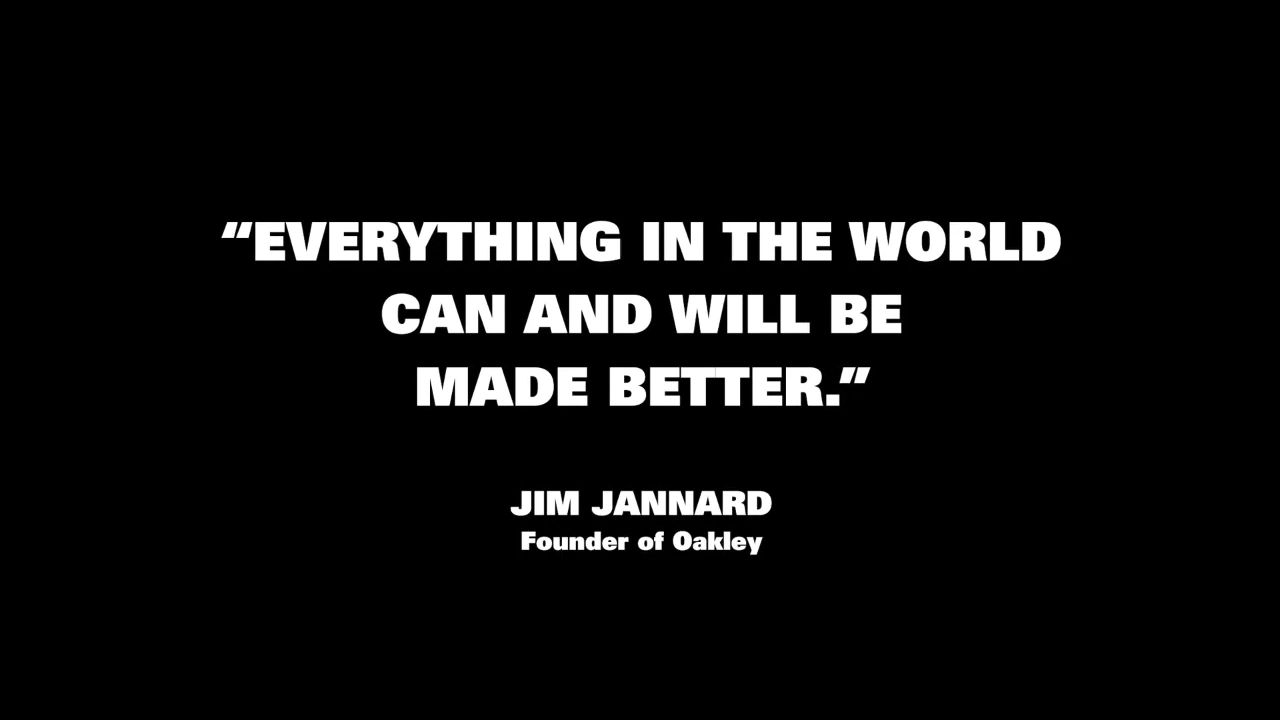 “EVERYTHING IN THE WORLD
CAN AND WILL BE
MADE BETTER.”
JIM JANNARD
Founder of Oakley